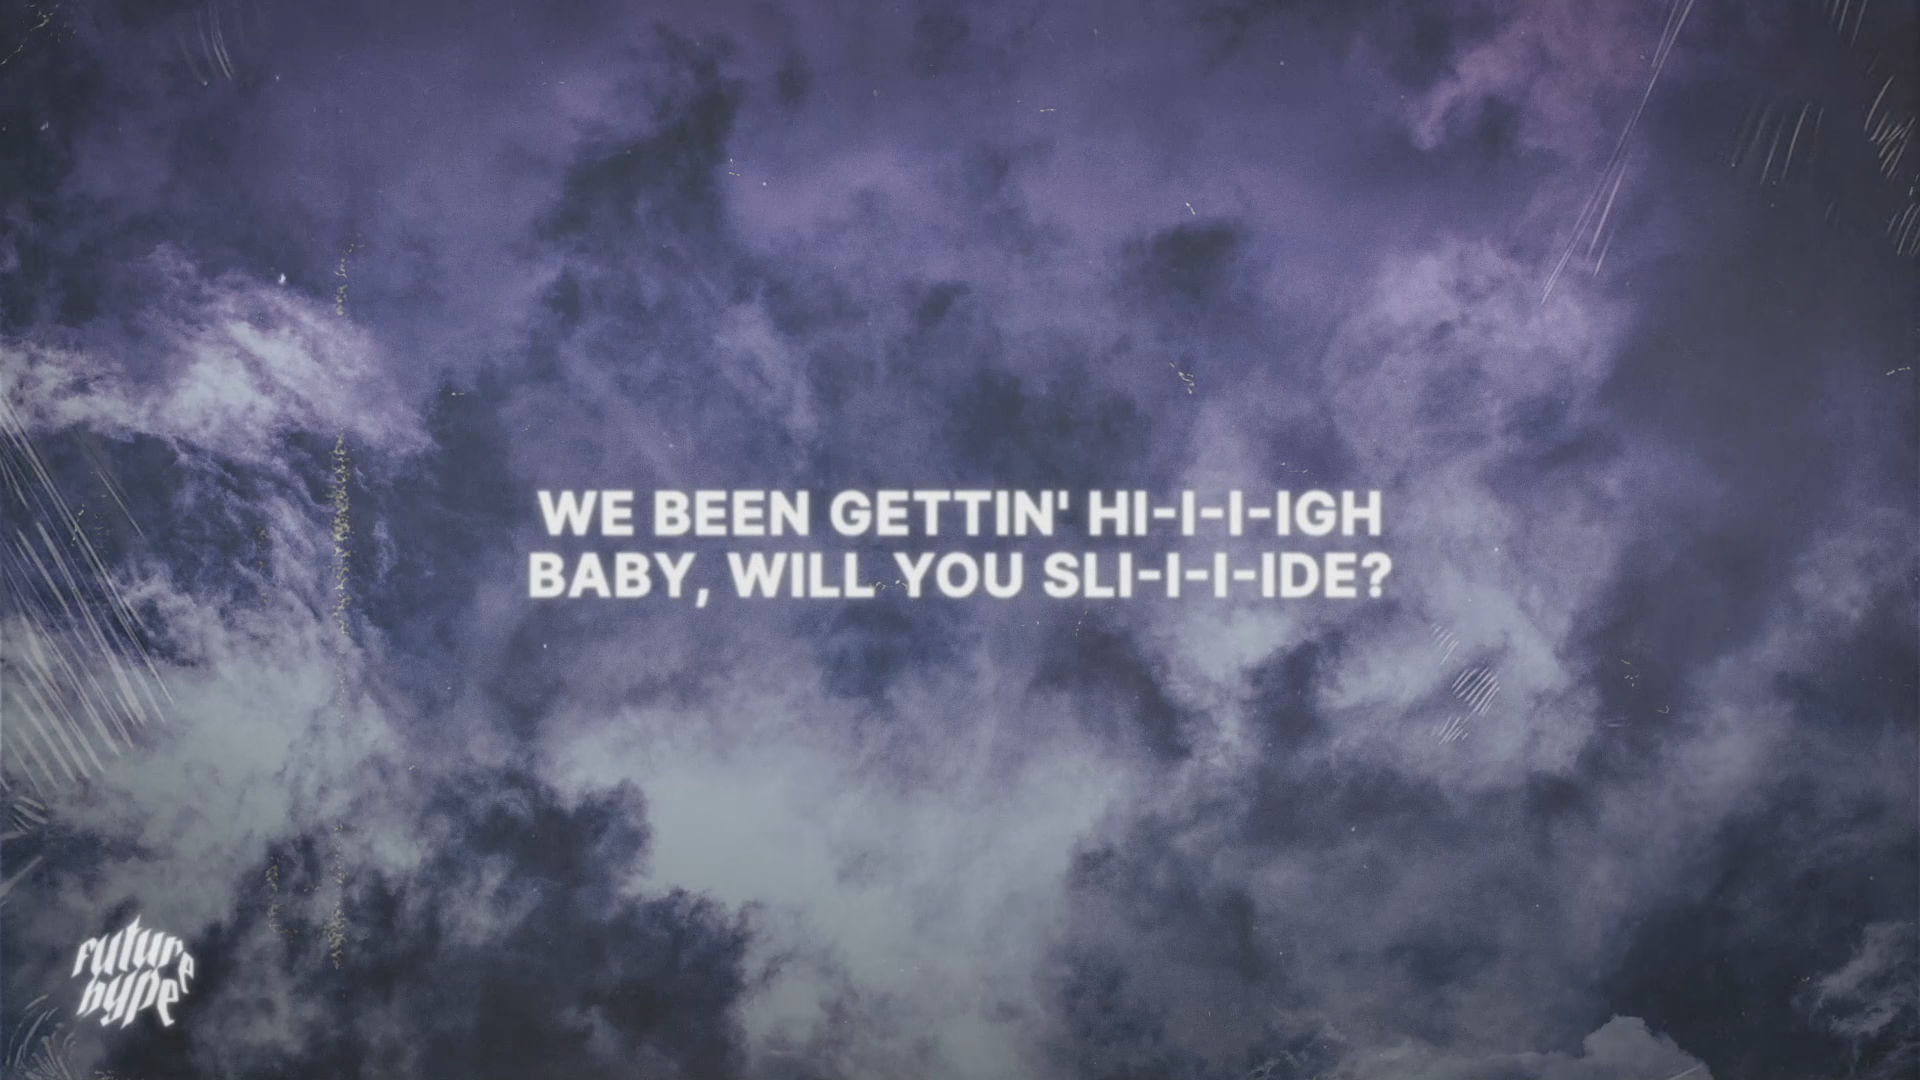 WE BEEN GETTIN' HI-I-I-IGH
BABY, WILL YOU SLI-I-I-IDE?
future
hype